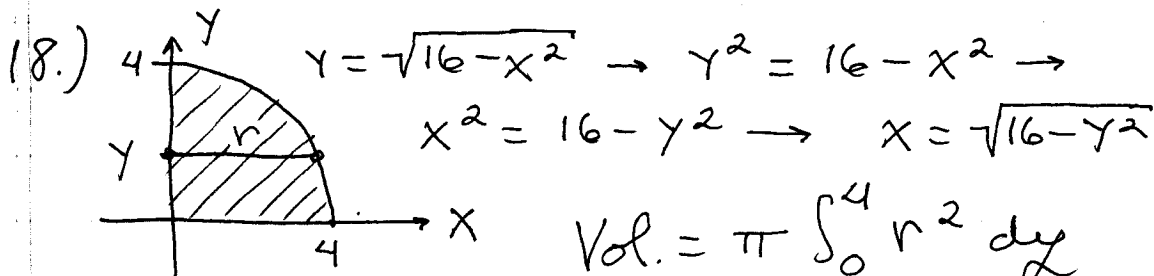 18.) 4 Y Y = √16-X² → Y² = 16 - X² →
Y r X² = 16 - Y² → X = √16-Y²
4 X Vol. = π ∫₀⁴ r² dy